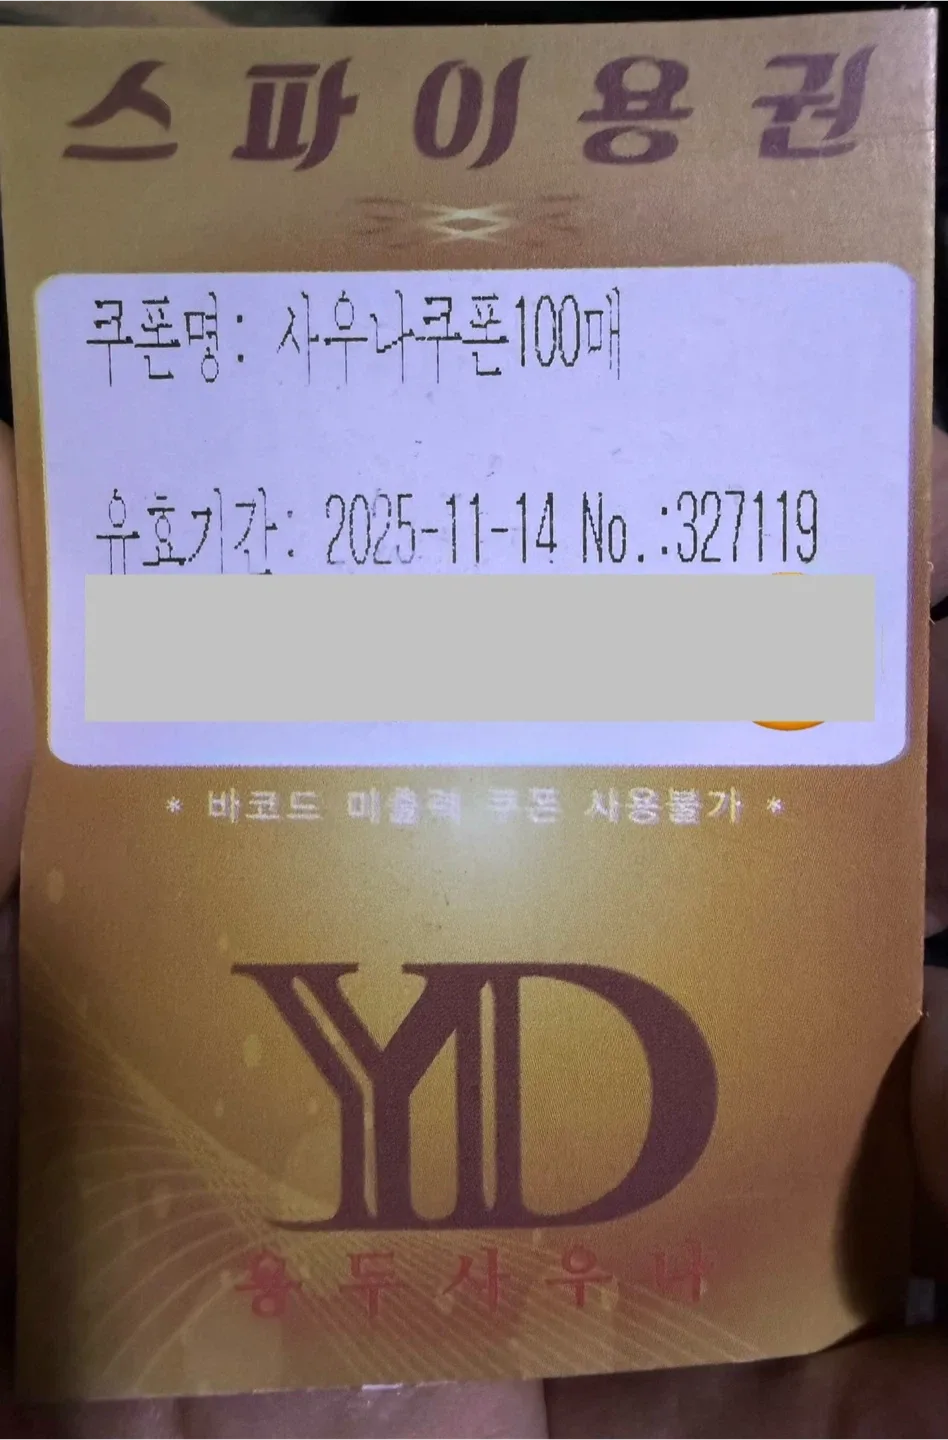 스파이용권
쿠폰명: 사우나쿠폰100매
유효기간: 2025-11-14 No.:327119
* 바코드 미출력 쿠폰 사용불가 *
YD
용두사우나